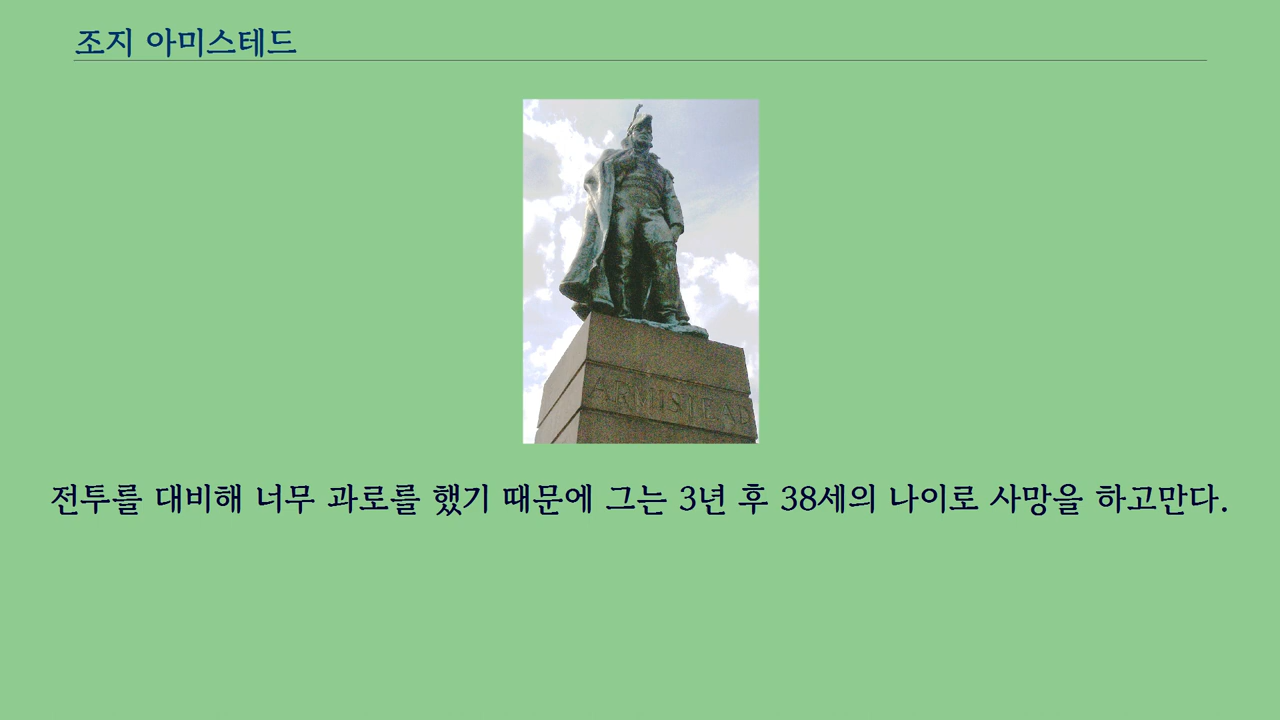 조지 아미스테드
ARMISTEAD
전투를 대비해 너무 과로를 했기 때문에 그는 3년 후 38세의 나이로 사망을 하고만다.